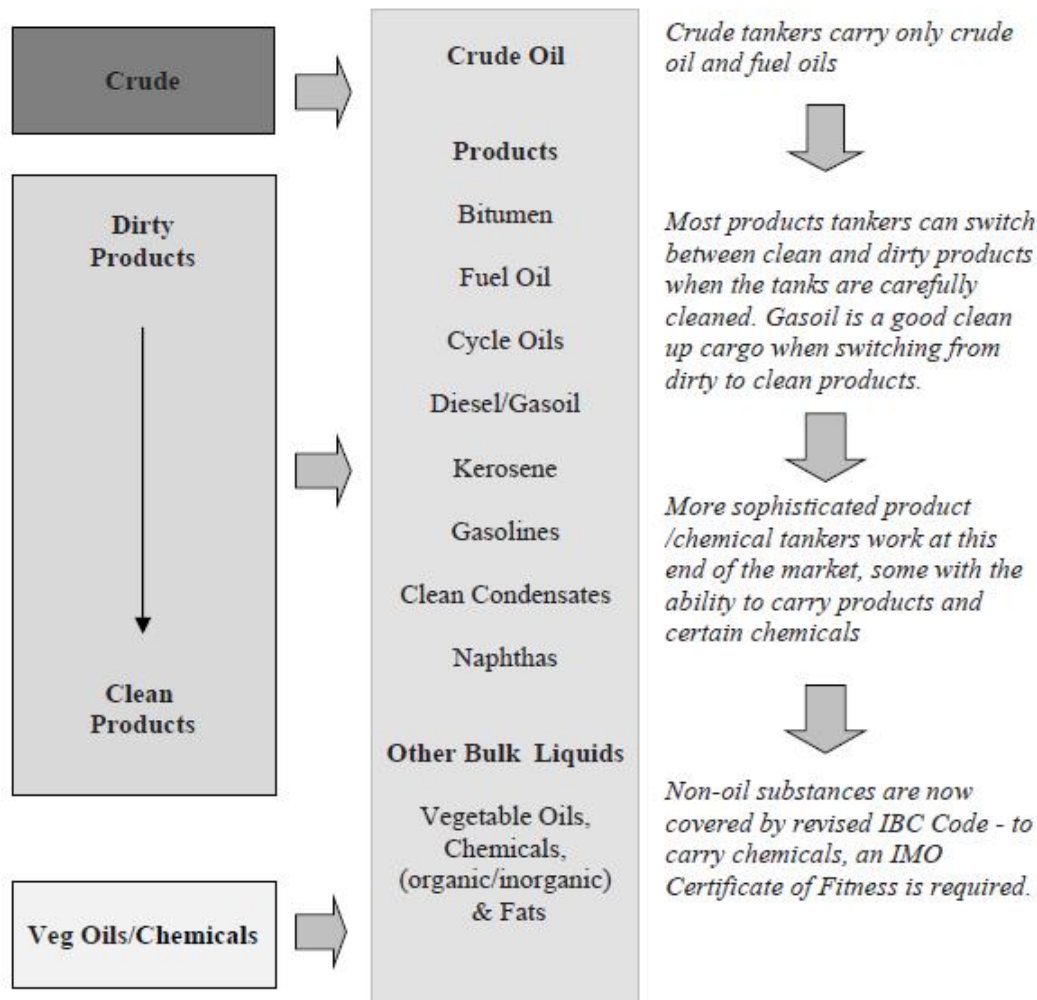 Crude
Dirty
Products
Clean
Products
Veg Oils/Chemicals
Crude Oil
Products
Bitumen
Fuel Oil
Cycle Oils
Diesel/Gasoil
Kerosene
Gasolines
Clean Condensates
Naphthas
Other Bulk Liquids
Vegetable Oils,
Chemicals,
(organic/inorganic)
& Fats
Crude tankers carry only crude
oil and fuel oils
Most products tankers can switch
between clean and dirty products
when the tanks are carefully
cleaned. Gasoil is a good clean
up cargo when switching from
dirty to clean products.
More sophisticated product
/chemical tankers work at this
end of the market, some with the
ability to carry products and
certain chemicals
Non-oil substances are now
covered by revised IBC Code - to
carry chemicals, an IMO
Certificate of Fitness is required.